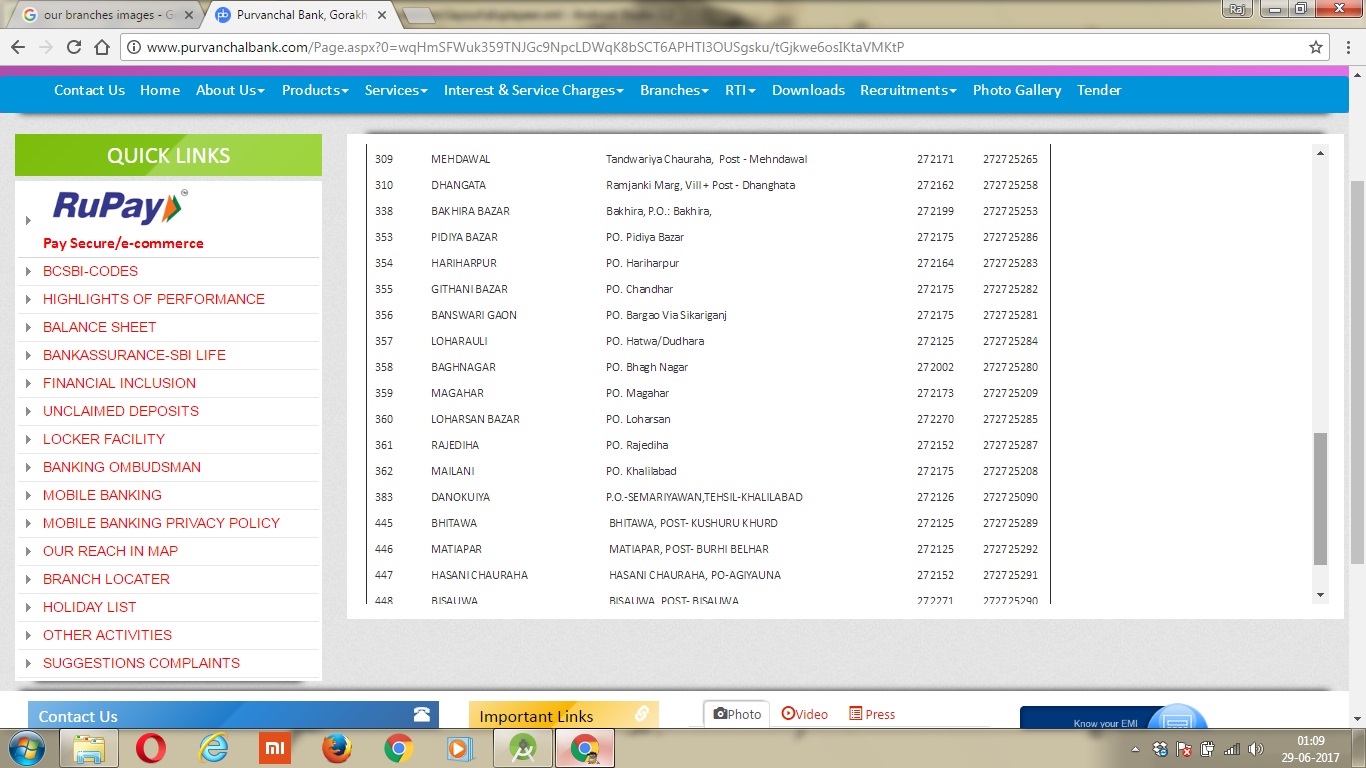 our branches images - G
Purvanchal Bank, Gorakh
Raj
www.purvanchalbank.com/Page.aspx?0=wqHmSFWuk359TNJGc9NpcLDWqK8bSCT6APHTl3OUSgsku/tGjkwe6osIKtaVMKtP
Contact Us Home About Us Products Services Interest & Service Charges Branches RTI Downloads Recruitments Photo Gallery Tender
QUICK LINKS
RuPay™
Pay Secure/e-commerce
BCSBI-CODES
HIGHLIGHTS OF PERFORMANCE
BALANCE SHEET
BANKASSURANCE-SBI LIFE
FINANCIAL INCLUSION
UNCLAIMED DEPOSITS
LOCKER FACILITY
BANKING OMBUDSMAN
MOBILE BANKING
MOBILE BANKING PRIVACY POLICY
OUR REACH IN MAP
BRANCH LOCATER
HOLIDAY LIST
OTHER ACTIVITIES
SUGGESTIONS COMPLAINTS
309 MEHDAWAL Tandwariya Chauraha, Post - Mehndawal 272171 272725265
310 DHANGATA Ramjanki Marg, Vill + Post - Dhanghata 272162 272725258
338 BAKHIRA BAZAR Bakhira, P.O.: Bakhira, 272199 272725253
353 PIDIYA BAZAR PO. Pidiya Bazar 272175 272725286
354 HARIHARPUR PO. Hariharpur 272164 272725283
355 GITHANI BAZAR PO. Chandhar 272175 272725282
356 BANSWARI GAON PO. Bargao Via Sikariganj 272175 272725281
357 LOHARAULI PO. Hatwa/Dudhara 272125 272725284
358 BAGHNAGAR PO. Bhagh Nagar 272002 272725280
359 MAGAHAR PO. Magahar 272173 272725209
360 LOHARSAN BAZAR PO. Loharsan 272270 272725285
361 RAJEDIHA PO. Rajediha 272152 272725287
362 MAILANI PO. Khalilabad 272175 272725208
383 DANOKUIYA P.O.-SEMARIYAWAN,TEHSIL-KHALILABAD 272126 272725090
445 BHITAWA BHITAWA, POST- KUSHURU KHURD 272125 272725289
446 MATIAPAR MATIAPAR, POST- BURHI BELHAR 272125 272725292
447 HASANI CHAURAHA HASANI CHAURAHA, PO-AGIYAUNA 272152 272725291
448 BISAUWA BISAUWA, POST- BISAUWA 272271 272725290
Contact Us
Important Links
Photo Video Press
Know your EMI
01:09
29-06-2017